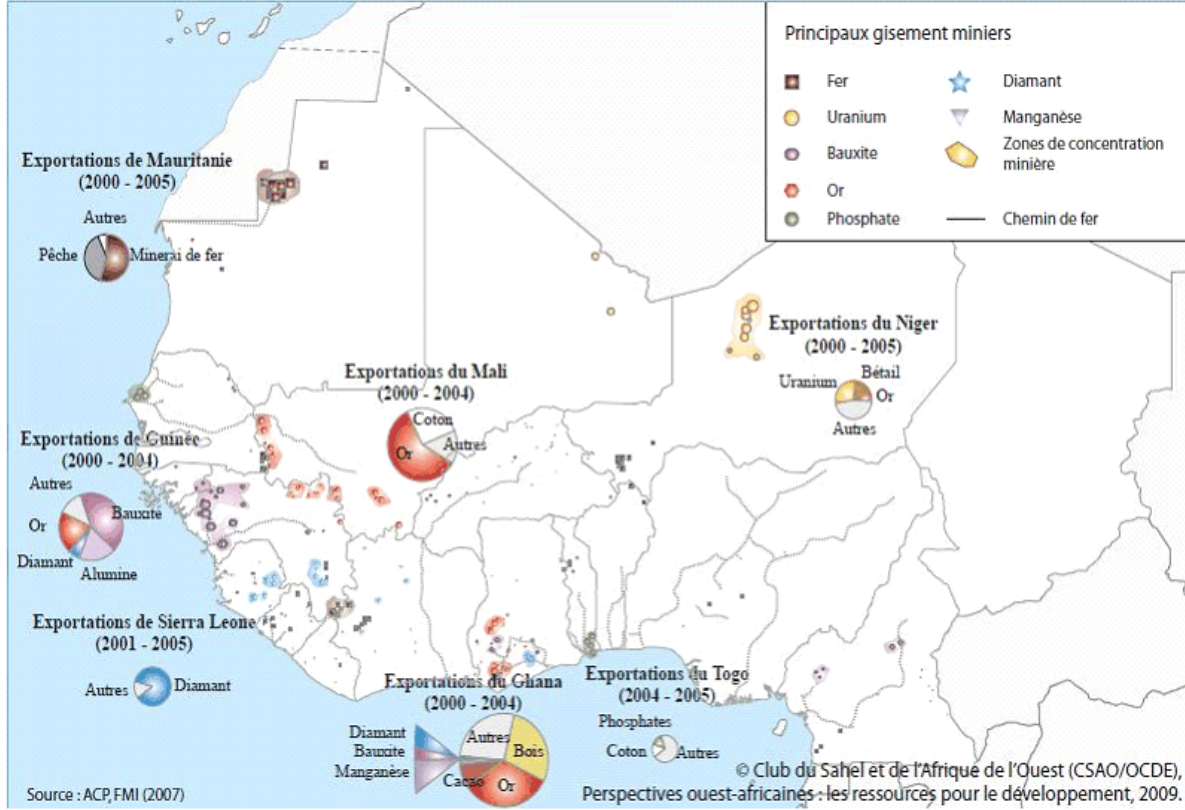 Principaux gisement miniers
Fer
Diamant
Uranium
Manganèse
Bauxite
Zones de concentration
minière
Or
Phosphate
Chemin de fer
Exportations de Mauritanie
(2000 - 2005)
Autres
Pêche
Minerai de fer
Exportations du Niger
(2000 - 2005)
Uranium
Bétail
Or
Autres
Exportations du Mali
(2000 - 2004)
Coton
Or
Autres
Exportations de Guinée
(2000 - 2004)
Autres
Bauxite
Or
Diamant
Alumine
Exportations de Sierra Leone
(2001 - 2005)
Autres
Diamant
Exportations du Ghana
(2000 - 2004)
Diamant
Bauxite
Manganèse
Autres
Bois
Cacao
Or
Exportations du Togo
(2004 - 2005)
Phosphates
Coton
Autres
© Club du Sahel et de l'Afrique de l'Ouest (CSAO/OCDE),
Perspectives ouest-africaines : les ressources pour le développement, 2009.
Source : ACP, FMI (2007)